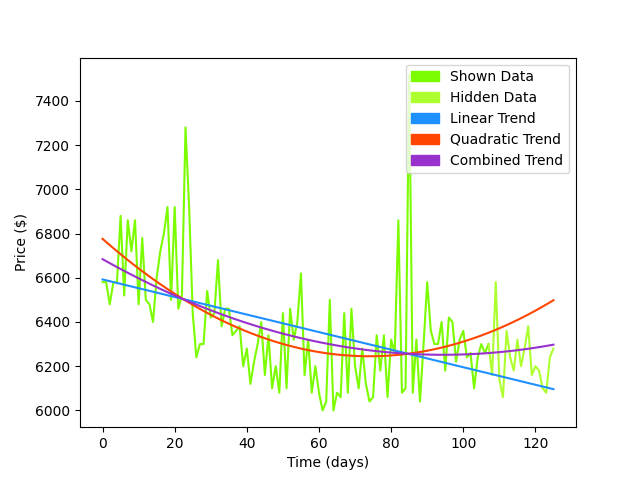 Shown Data
Hidden Data
Linear Trend
Quadratic Trend
Combined Trend
7400
7200
7000
6800
6600
6400
6200
6000
Price ($)
0 20 40 60 80 100 120
Time (days)